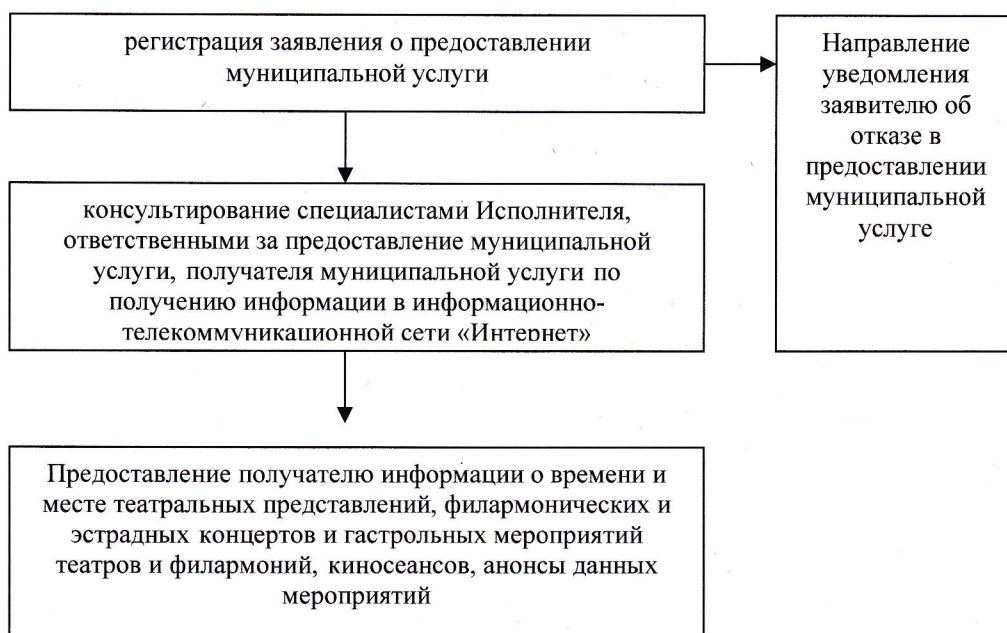 регистрация заявления о предоставлении
муниципальной услуги
Направление
уведомления
заявителю об
отказе в
предоставлении
муниципальной
услуге
консультирование специалистами Исполнителя,
ответственными за предоставление муниципальной
услуги, получателя муниципальной услуги по
получению информации в информационно-
телекоммуникационной сети «Интернет»
Предоставление получателю информации о времени и
месте театральных представлений, филармонических и
эстрадных концертов и гастрольных мероприятий
театров и филармоний, киносеансов, анонсы данных
мероприятий